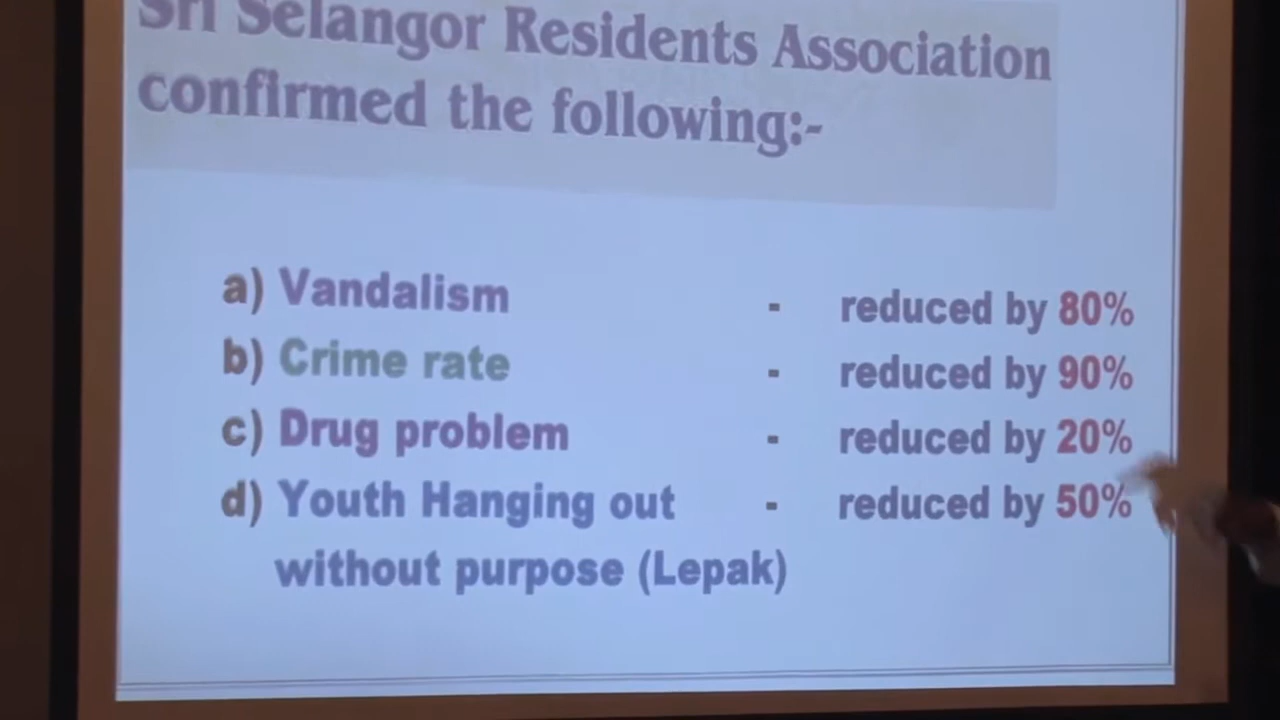 Sri Selangor Residents Association
confirmed the following:-
a) Vandalism - reduced by 80%
b) Crime rate - reduced by 90%
c) Drug problem - reduced by 20%
d) Youth Hanging out - reduced by 50%
without purpose (Lepak)